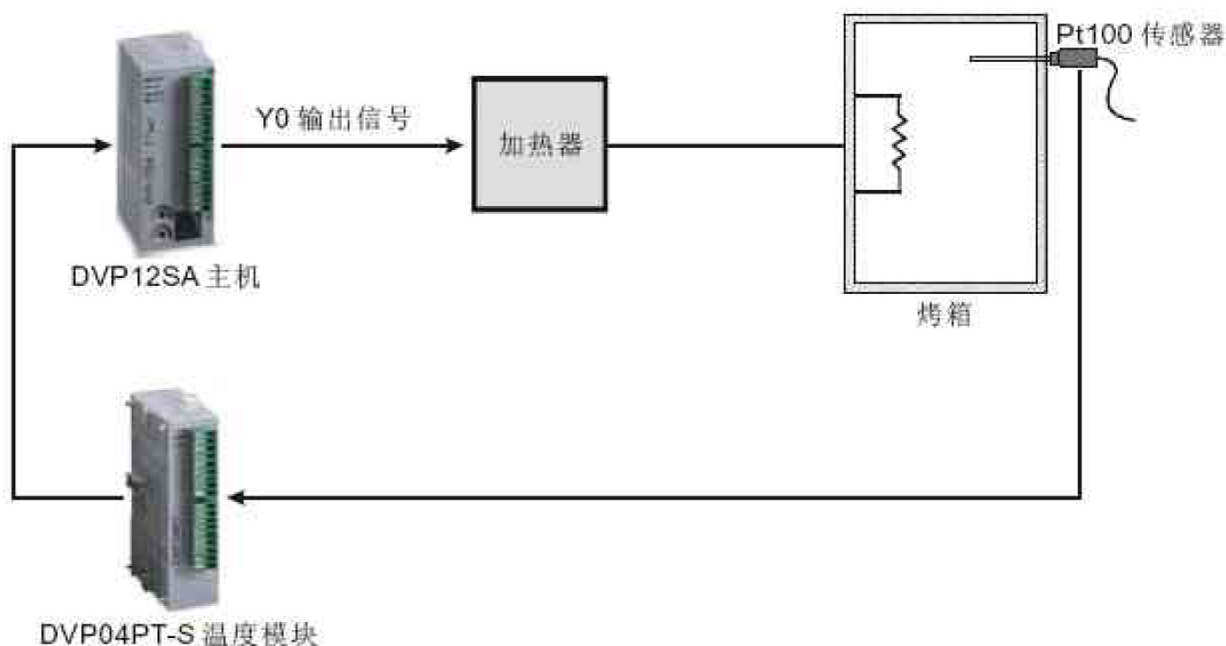 Pt100 传感器
Y0 输出信号
加热器
DVP12SA 主机
烤箱
DVP04PT-S 温度模块